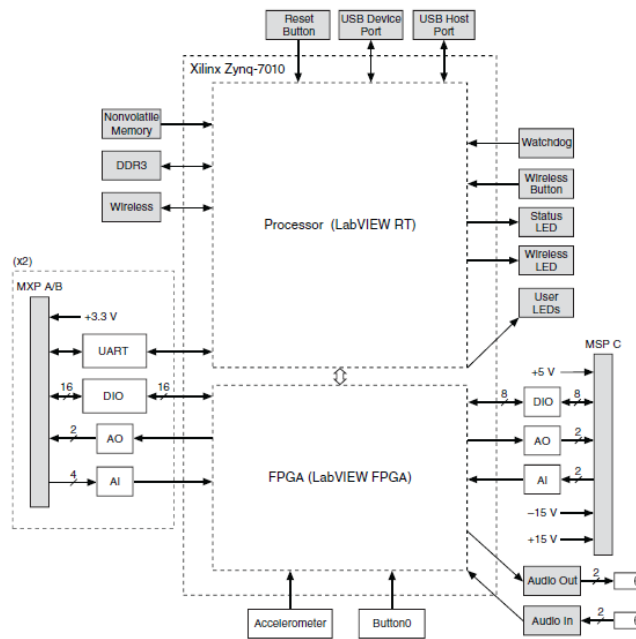 Reset
Button
USB Device
Port
USB Host
Port
Xilinx Zynq-7010
Nonvolatile
Memory
DDR3
Wireless
Processor (LabVIEW RT)
Watchdog
Wireless
Button
Status
LED
Wireless
LED
User
LEDs
(x2)
MXP A/B
+3.3 V
UART
16
DIO
16
2
AO
4
AI
FPGA (LabVIEW FPGA)
MSP C
+5 V
8
DIO
8
AO
2
AI
2
–15 V
+15 V
Audio Out
2
Audio In
2
Accelerometer
Button0